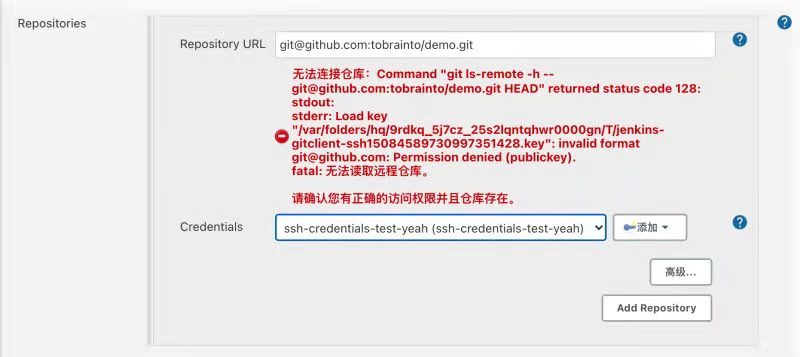 Repositories
Repository URL
git@github.com:tobrainto/demo.git
无法连接仓库：Command "git ls-remote -h --
git@github.com:tobrainto/demo.git HEAD" returned status code 128:
stdout:
stderr: Load key
"/var/folders/hq/9rdkq_5j7cz_25s2lqntqhwr0000gn/T/jenkins-
gitclient-ssh15084589730997351428.key": invalid format
git@github.com: Permission denied (publickey).
fatal: 无法读取远程仓库。
请确认您有正确的访问权限并且仓库存在。
Credentials
ssh-credentials-test-yeah (ssh-credentials-test-yeah)
添加
高级...
Add Repository